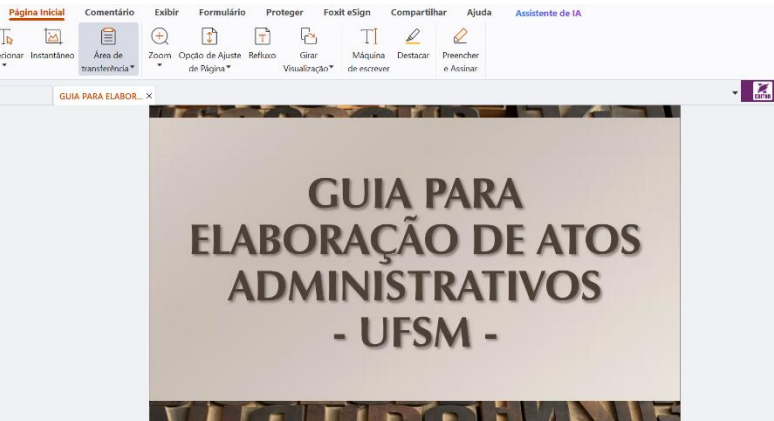 Página Inicial Comentário Exibir Formulário Proteger Foxit eSign Compartilhar Ajuda Assistente de IA
Instantâneo Área de transferência Zoom Opção de Ajuste de Página Refluxo Girar Visualização Máquina de escrever Destacar Preencher e Assinar
GUIA PARA ELABOR... ×
EDITAR
GUIA PARA
ELABORAÇÃO DE ATOS
ADMINISTRATIVOS
- UFSM -